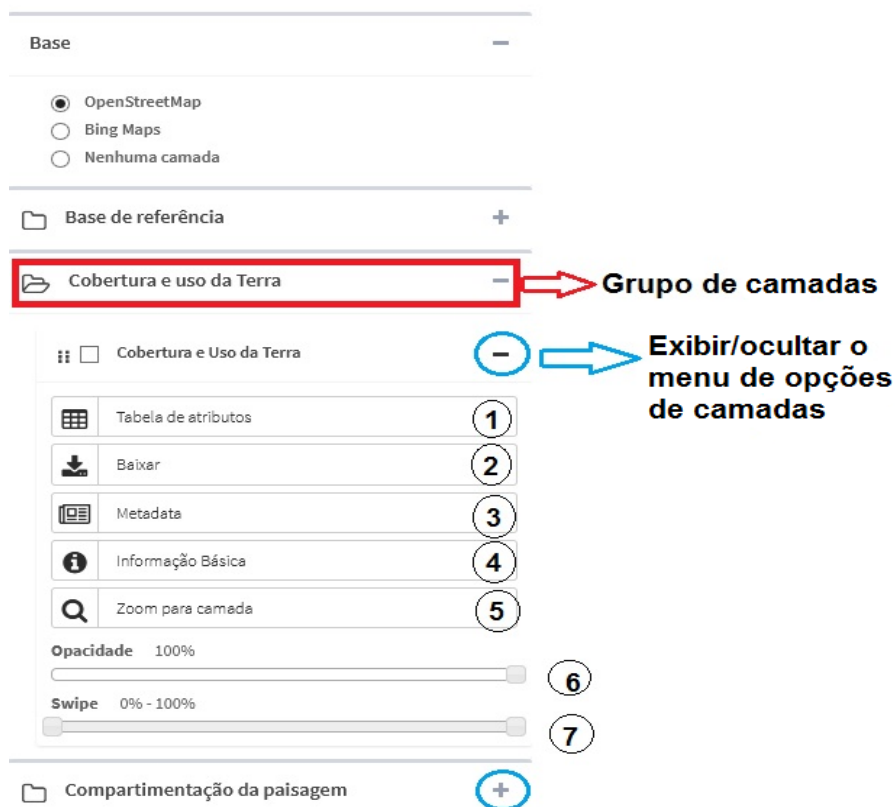 Base
OpenStreetMap
Bing Maps
Nenhuma camada
Base de referência
Cobertura e uso da Terra
Grupo de camadas
Cobertura e Uso da Terra
Exibir/ocultar o
menu de opções
de camadas
Tabela de atributos 1
Baixar 2
Metadata 3
Informação Básica 4
Zoom para camada 5
Opacidade 100%
6
Swipe 0% - 100%
7
Compartimentação da paisagem